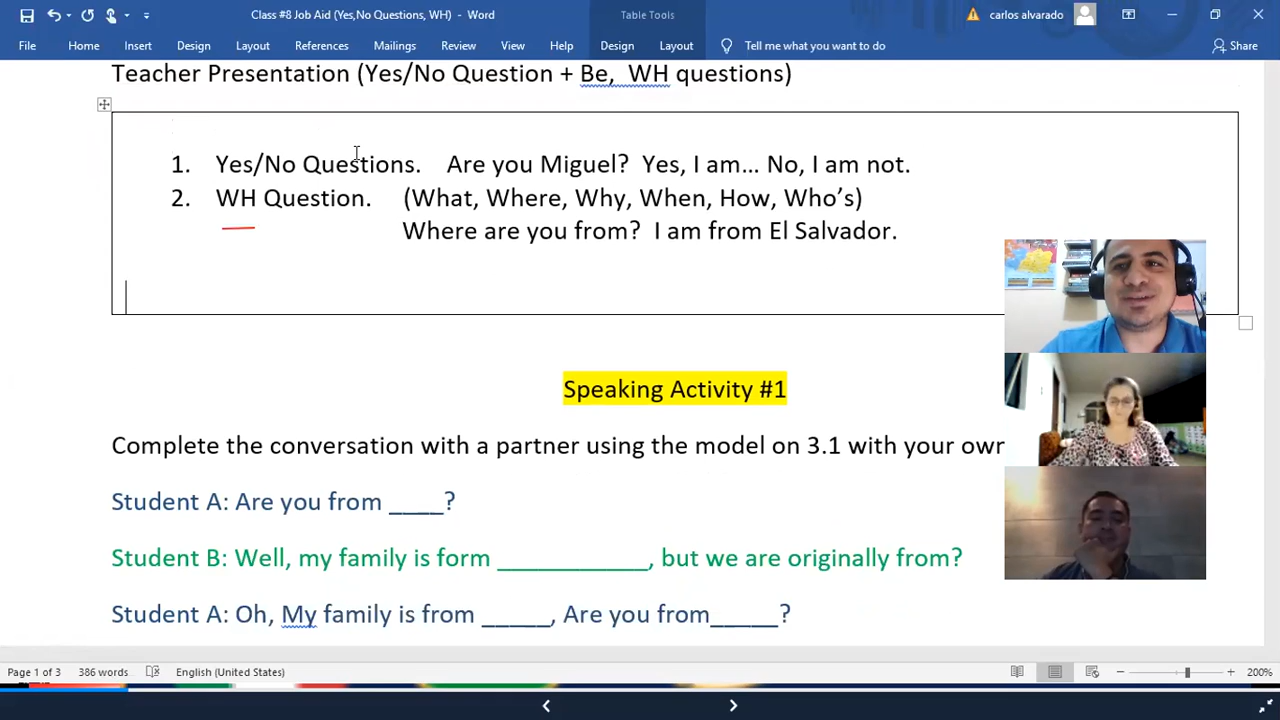 Class #8 Job Aid (Yes,No Questions, WH) - Word
Table Tools
carlos alvarado
File Home Insert Design Layout References Mailings Review View Help Design Layout Tell me what you want to do Share
Teacher Presentation (Yes/No Question + Be, WH questions)
1. Yes/No Questions. Are you Miguel? Yes, I am… No, I am not.
2. WH Question. (What, Where, Why, When, How, Who’s)
Where are you from? I am from El Salvador.
Speaking Activity #1
Complete the conversation with a partner using the model on 3.1 with your owr
Student A: Are you from ____?
Student B: Well, my family is form ___________, but we are originally from?
Student A: Oh, My family is from _____, Are you from_____?
Page 1 of 3 386 words English (United States) 200%